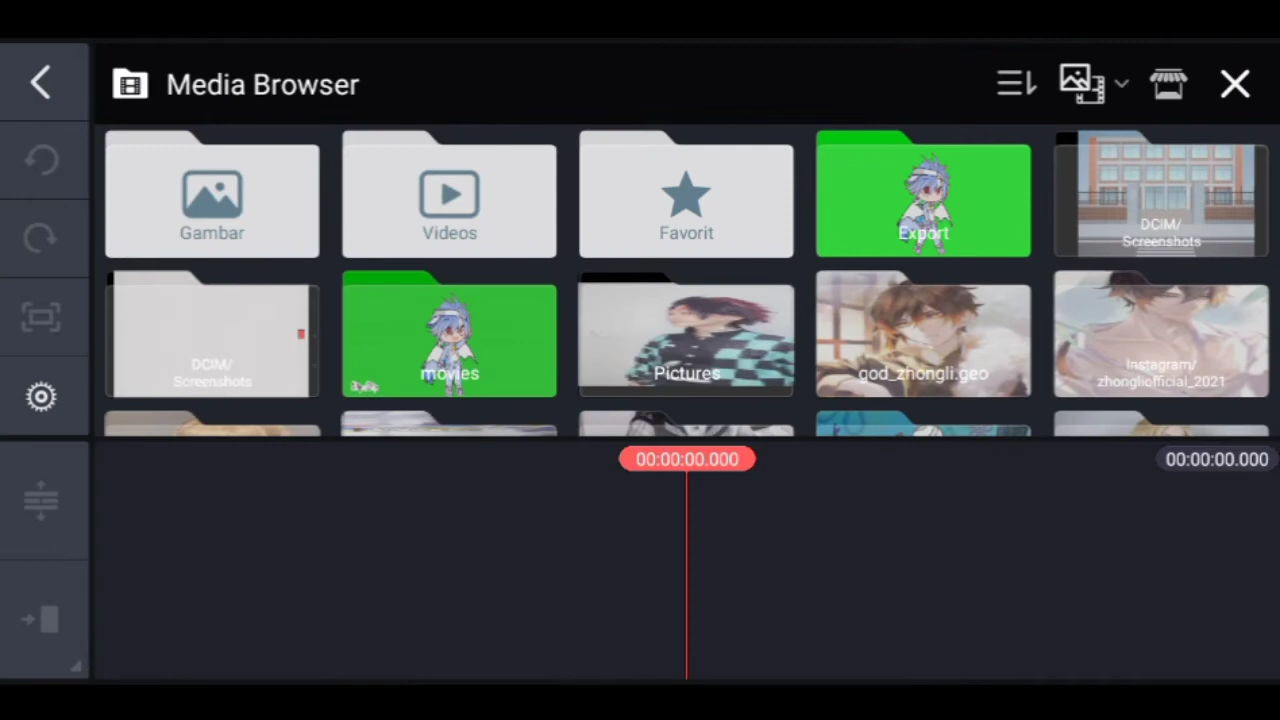 Media Browser
Gambar
Videos
Favorit
Export
DCIM/
Screenshots
DCIM/
Screenshots
movies
Pictures
god_zhongli.geo
Instagram/
zhongliofficial_2021
00:00:00.000
00:00:00.000